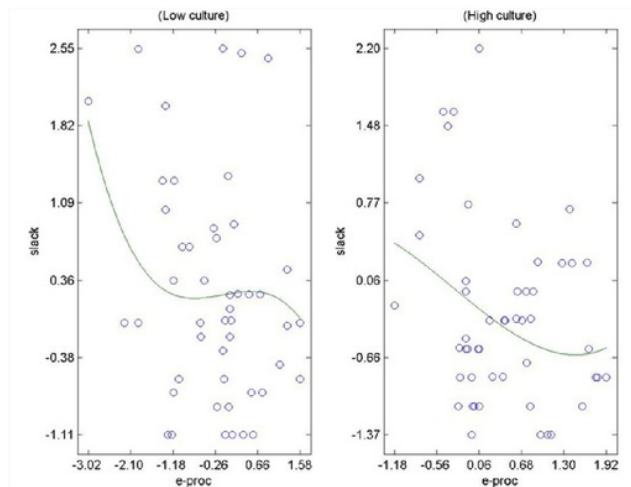 (Low culture)
2.55
1.82
1.09
0.36
-0.38
-1.11
slack
-3.02 -2.10 -1.18 -0.26 0.66 1.58
e-proc
(High culture)
2.20
1.48
0.77
0.06
-0.66
-1.37
slack
-1.18 -0.56 0.06 0.68 1.30 1.92
e-proc